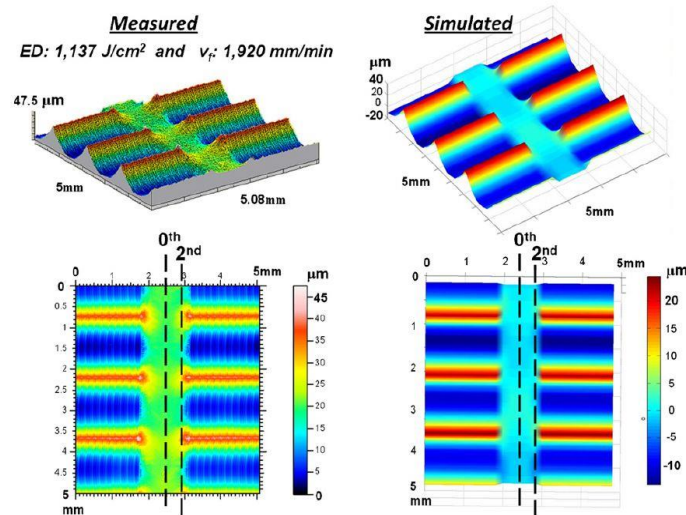 Measured
ED: 1,137 J/cm² and v_f: 1,920 mm/min
47.5 μm
5mm
5.08mm
Simulated
μm
40
20
0
-20
5mm
5mm
0th
2nd
0 1 2 3 4 5mm
0
0.5
1
1.5
2
2.5
3
3.5
4
4.5
5
mm
μm
45
40
35
30
25
20
15
10
5
0
0th
2nd
0 1 2 3 4 5mm
0
1
2
3
4
5
mm
μm
20
15
10
5
0
-5
-10